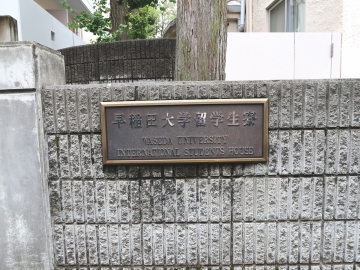 早稲田大学留学生寮
WASEDA UNIVERSITY
INTERNATIONAL STUDENTS HOUSE